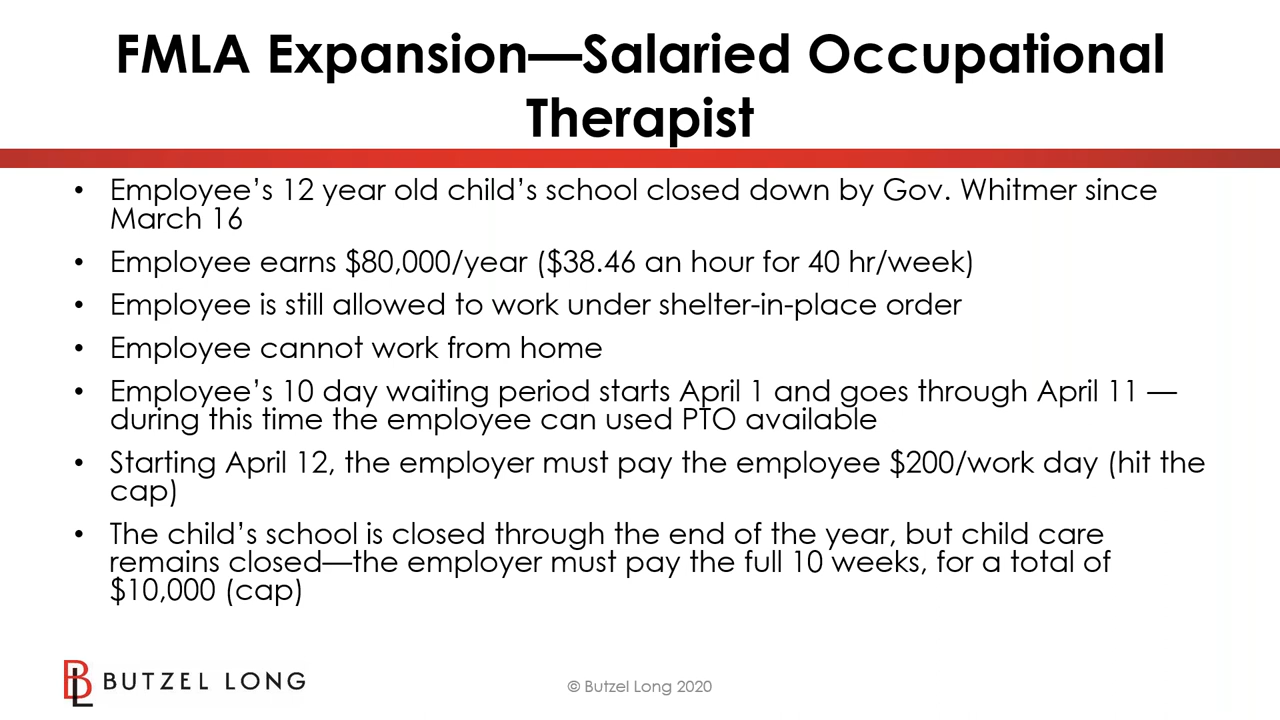 FMLA Expansion—Salaried Occupational
Therapist
• Employee’s 12 year old child’s school closed down by Gov. Whitmer since
March 16
• Employee earns $80,000/year ($38.46 an hour for 40 hr/week)
• Employee is still allowed to work under shelter-in-place order
• Employee cannot work from home
• Employee’s 10 day waiting period starts April 1 and goes through April 11 —
during this time the employee can used PTO available
• Starting April 12, the employer must pay the employee $200/work day (hit the
cap)
• The child’s school is closed through the end of the year, but child care
remains closed—the employer must pay the full 10 weeks, for a total of
$10,000 (cap)
BL BUTZEL LONG
© Butzel Long 2020